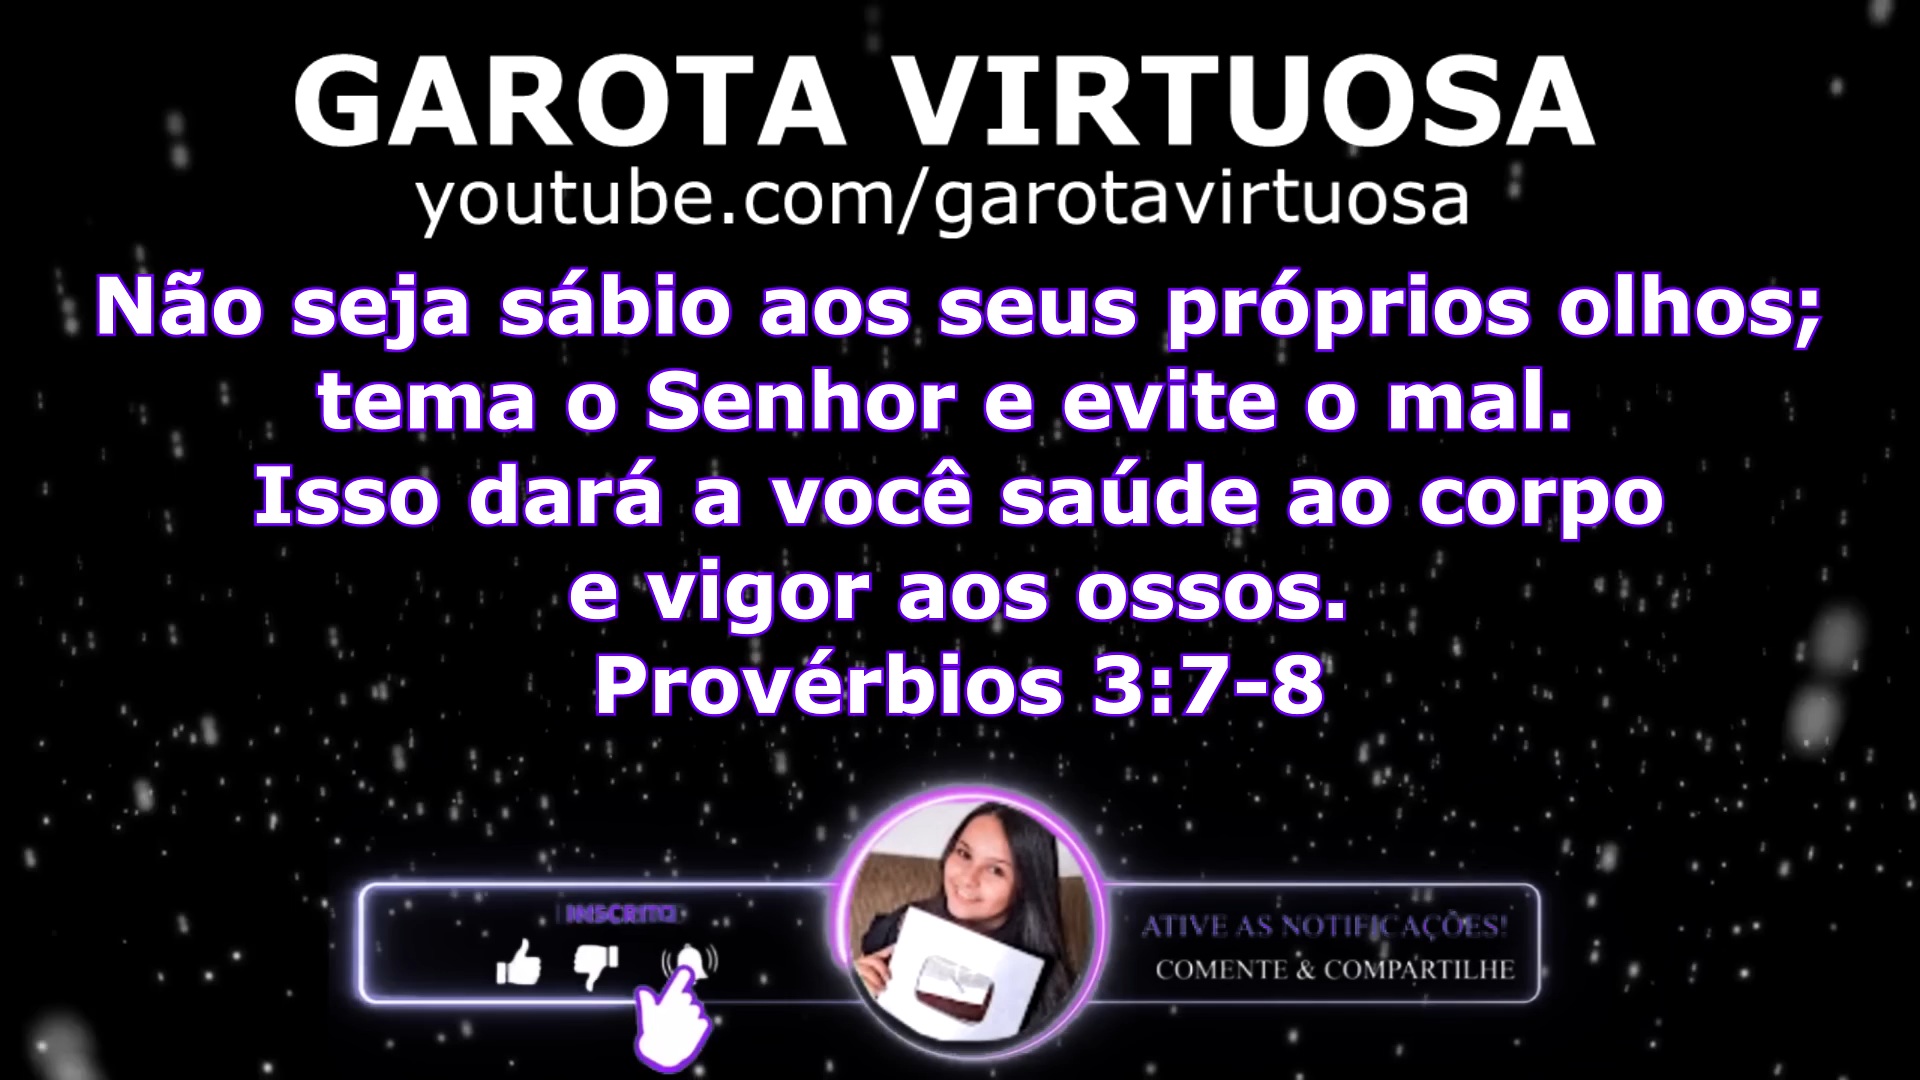 GAROTA VIRTUOSA
youtube.com/garotavirtuosa
Não seja sábio aos seus próprios olhos;
tema o Senhor e evite o mal.
Isso dará a você saúde ao corpo
e vigor aos ossos.
Provérbios 3:7-8
INSCRITO
ATIVE AS NOTIFICAÇÕES!
COMENTE & COMPARTILHE